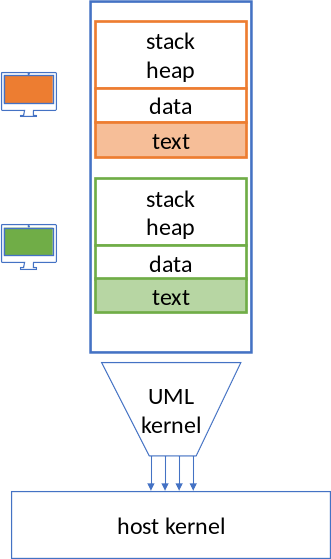 stack
heap
data
text
stack
heap
data
text
UML
kernel
host kernel